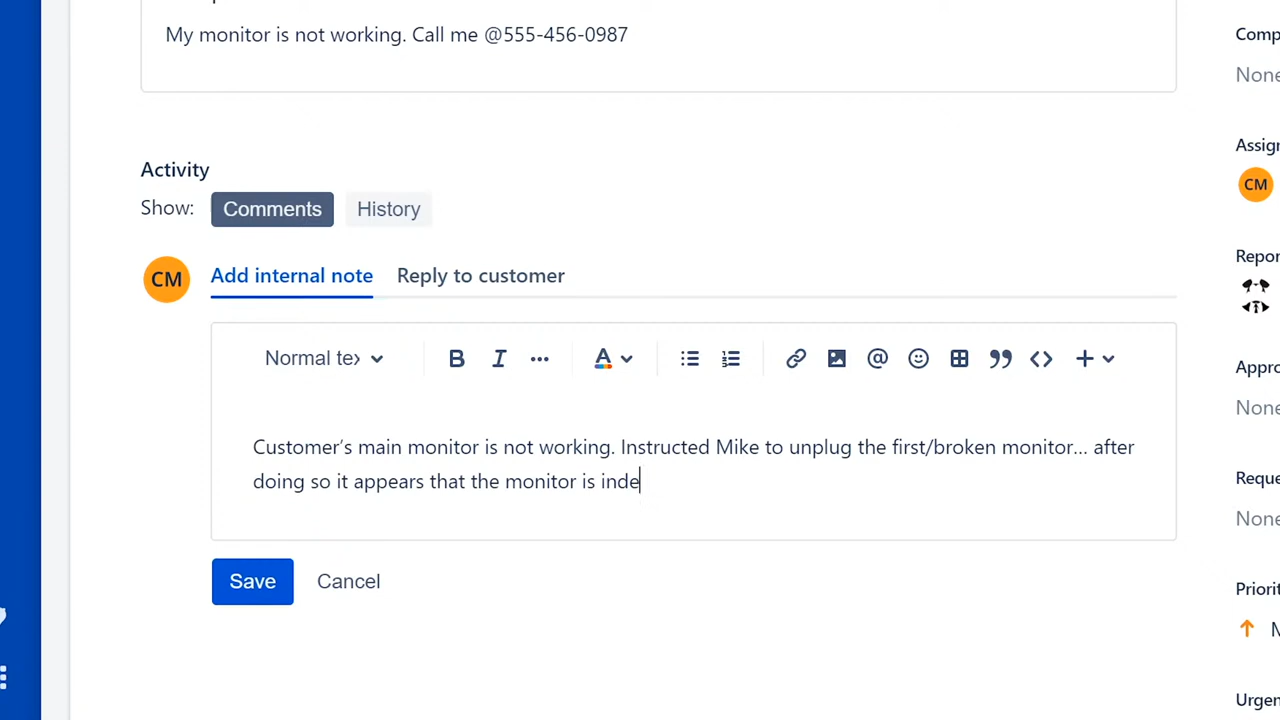 My monitor is not working. Call me @555-456-0987
Comp
None
Activity
Assign
Show: Comments History
CM
CM Add internal note Reply to customer
Repor
Normal tex B I A
Appro
None
Customer's main monitor is not working. Instructed Mike to unplug the first/broken monitor... after
doing so it appears that the monitor is inde
Reque
None
Save Cancel
Priorit
M
Urgen